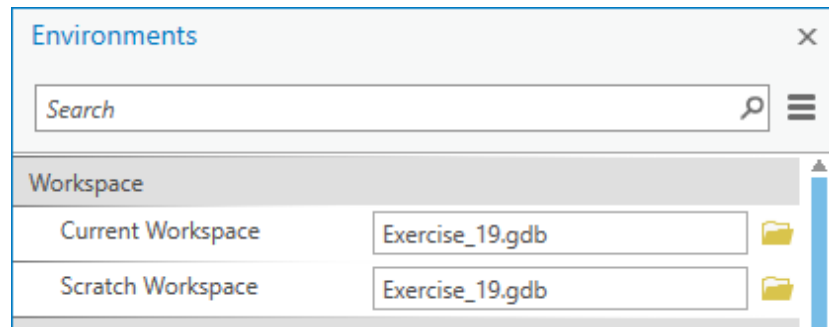 Environments
Search
Workspace
Current Workspace Exercise_19.gdb
Scratch Workspace Exercise_19.gdb